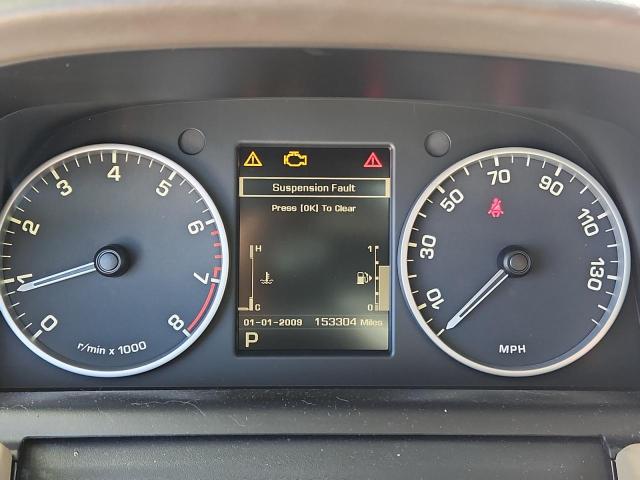 Suspension Fault
Press [OK] To Clear
H
1
C
0
01-01-2009 153304 Miles
P
0
1
2
3
4
5
6
7
8
r/min x 1000
10
30
50
70
90
110
130
MPH